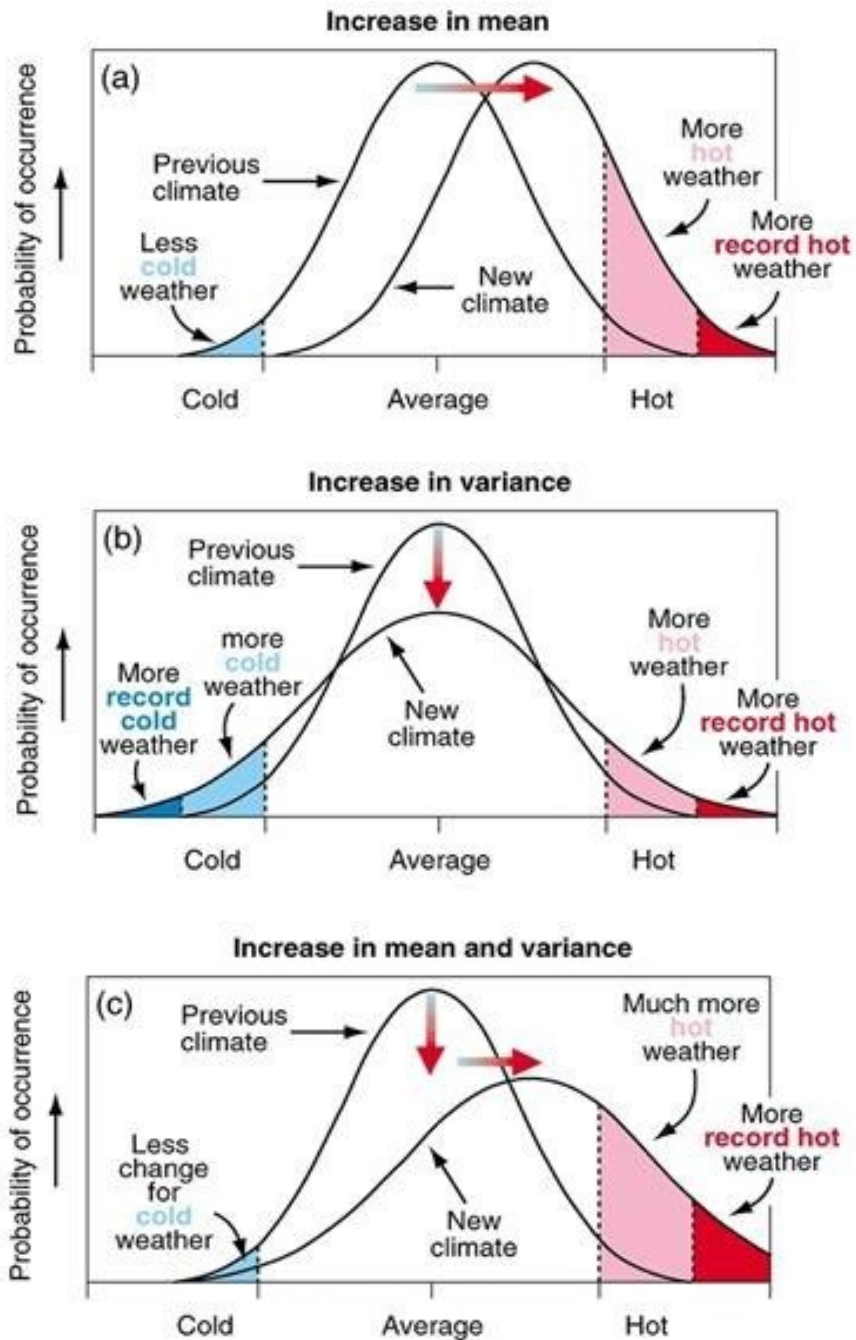 Increase in mean
(a)
Probability of occurrence
Previous
climate
Less
cold
weather
New
climate
More
hot
weather
More
record hot
weather
Cold
Average
Hot
Increase in variance
(b)
Probability of occurrence
Previous
climate
more
cold
weather
More
record
cold
weather
New
climate
More
hot
weather
More
record hot
weather
Cold
Average
Hot
Increase in mean and variance
(c)
Probability of occurrence
Previous
climate
Less
change
for
cold
weather
New
climate
Much more
hot
weather
More
record hot
weather
Cold
Average
Hot